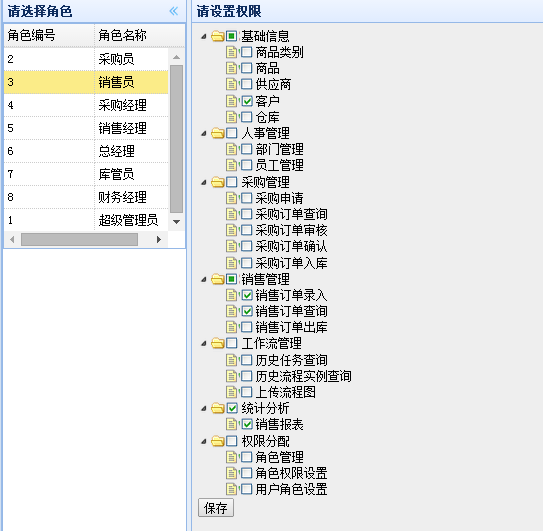 请选择角色
角色编号 角色名称
2 采购员
3 销售员
4 采购经理
5 销售经理
6 总经理
7 库管员
8 财务经理
1 超级管理员
请设置权限
基础信息
商品类别
商品
供应商
客户
仓库
人事管理
部门管理
员工管理
采购管理
采购申请
采购订单查询
采购订单审核
采购订单确认
采购订单入库
销售管理
销售订单录入
销售订单查询
销售订单出库
工作流管理
历史任务查询
历史流程实例查询
上传流程图
统计分析
销售报表
权限分配
角色管理
角色权限设置
用户角色设置
保存